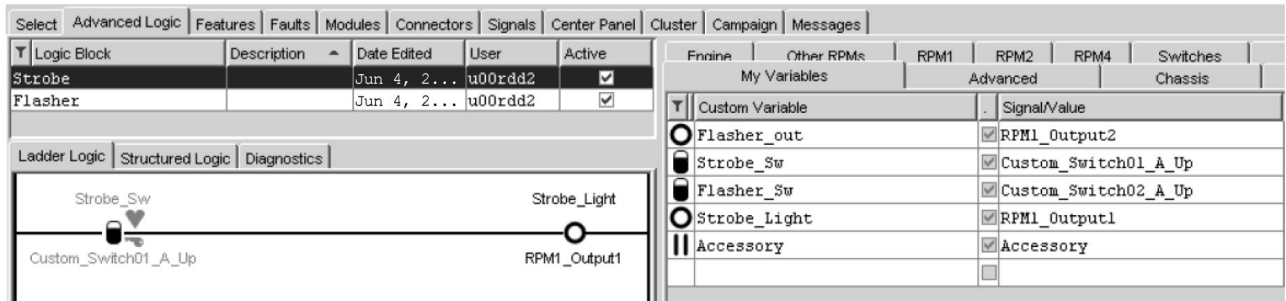 Select Advanced Logic Features Faults Modules Connectors Signals Center Panel Cluster Campaign Messages
Logic Block Description Date Edited User Active
Strobe Jun 4, 2... u00rdd2
Flasher Jun 4, 2... u00rdd2
Ladder Logic Structured Logic Diagnostics
Strobe_Sw Strobe_Light
Custom_Switch01_A_Up RPM1_Output1
Engine Other RPMs RPM1 RPM2 RPM4 Switches
My Variables Advanced Chassis
Custom Variable . Signal/Value
Flasher_out RPM1_Output2
Strobe_Sw Custom_Switch01_A_Up
Flasher_Sw Custom_Switch02_A_Up
Strobe_Light RPM1_Output1
Accessory Accessory